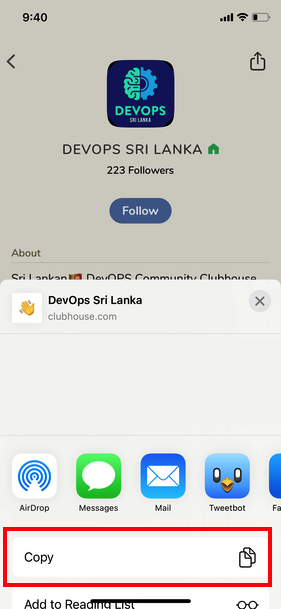 9:40
DEVOPS
SRI LANKA
DEVOPS SRI LANKA
223 Followers
Follow
About
Sri Lankan🇱🇰 DevOPS Community Clubhouse
DevOps Sri Lanka
clubhouse.com
AirDrop
Messages
Mail
Tweetbot
Fa
Copy
Add to Reading List